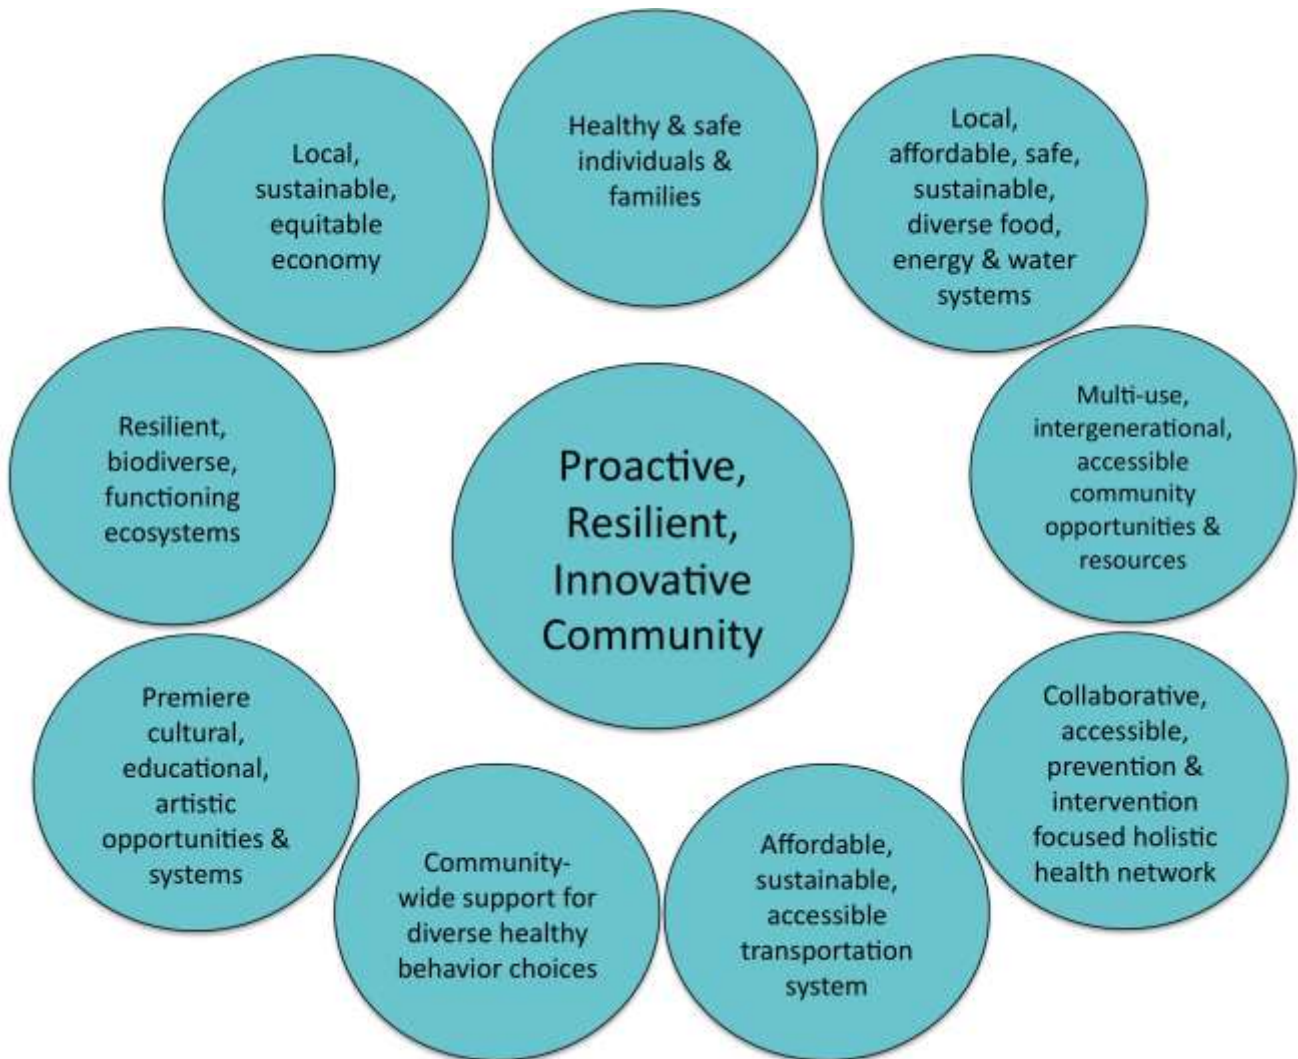 Healthy & safe
individuals &
families
Local,
affordable, safe,
sustainable,
diverse food,
energy & water
systems
Multi-use,
intergenerational,
accessible
community
opportunities &
resources
Collaborative,
accessible,
prevention &
intervention
focused holistic
health network
Affordable,
sustainable,
accessible
transportation
system
Community-
wide support for
diverse healthy
behavior choices
Premiere
cultural,
educational,
artistic
opportunities &
systems
Resilient,
biodiverse,
functioning
ecosystems
Local,
sustainable,
equitable
economy
Proactive,
Resilient,
Innovative
Community